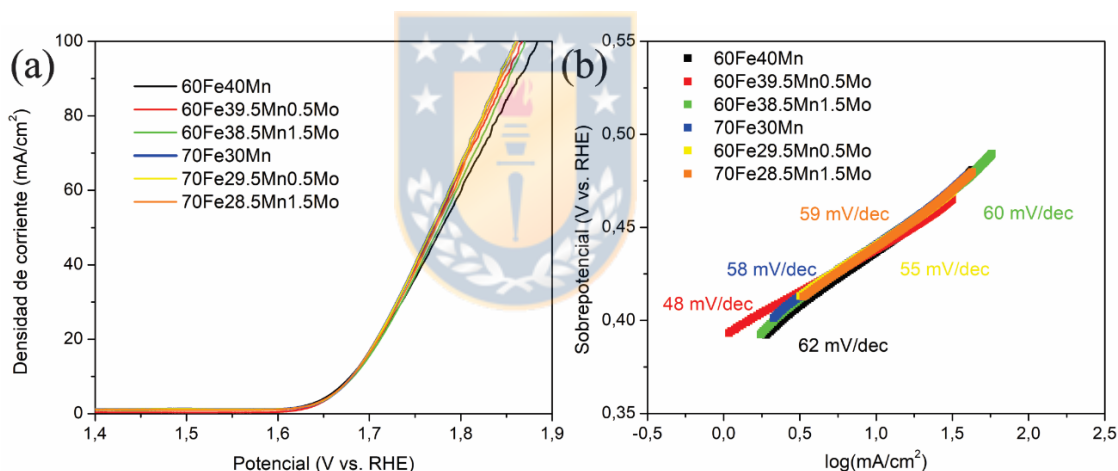 (a)
Densidad de corriente (mA/cm²)
100
80
60
40
20
0
60Fe40Mn
60Fe39.5Mn0.5Mo
60Fe38.5Mn1.5Mo
70Fe30Mn
70Fe29.5Mn0.5Mo
70Fe28.5Mn1.5Mo
1,4 1,5 1,6 1,7 1,8 1,9
Potencial (V vs. RHE)
(b)
Sobrepotencial (V vs. RHE)
0,55
0,50
0,45
0,40
0,35
60Fe40Mn
60Fe39.5Mn0.5Mo
60Fe38.5Mn1.5Mo
70Fe30Mn
60Fe29.5Mn0.5Mo
70Fe28.5Mn1.5Mo
59 mV/dec
60 mV/dec
58 mV/dec
55 mV/dec
48 mV/dec
62 mV/dec
-0,5 0,0 0,5 1,0 1,5 2,0 2,5
log(mA/cm²)